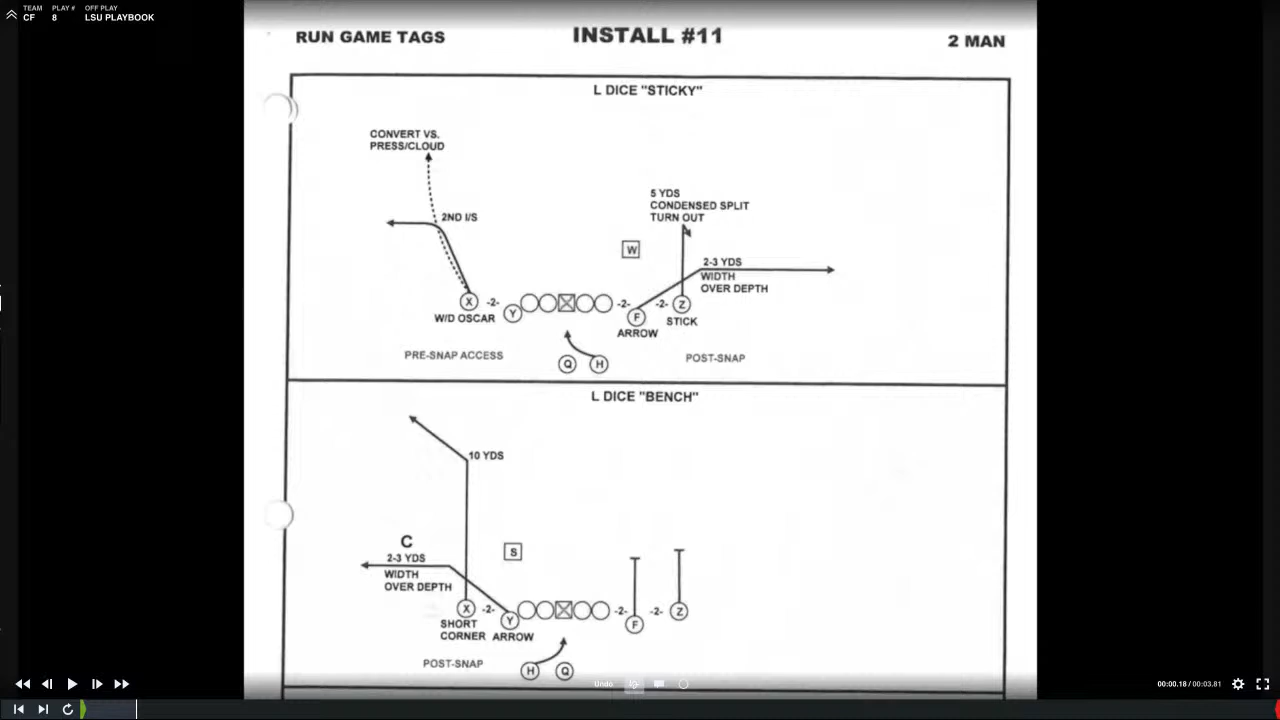 TEAM PLAY # OFF PLAY
CF 8 LSU PLAYBOOK
RUN GAME TAGS INSTALL #11 2 MAN
L DICE "STICKY"
CONVERT VS.
PRESS/CLOUD
5 YDS
CONDENSED SPLIT
TURN OUT
2ND I/S
W
2-3 YDS
WIDTH
OVER DEPTH
X -2- Y -2- F -2- Z
W/D OSCAR
STICK
ARROW
PRE-SNAP ACCESS
POST-SNAP
Q H
L DICE "BENCH"
10 YDS
C
S
2-3 YDS
WIDTH
OVER DEPTH
X -2- Y -2- F -2- Z
SHORT
CORNER ARROW
POST-SNAP
H Q
Undo
00:00.18 / 00:03.81